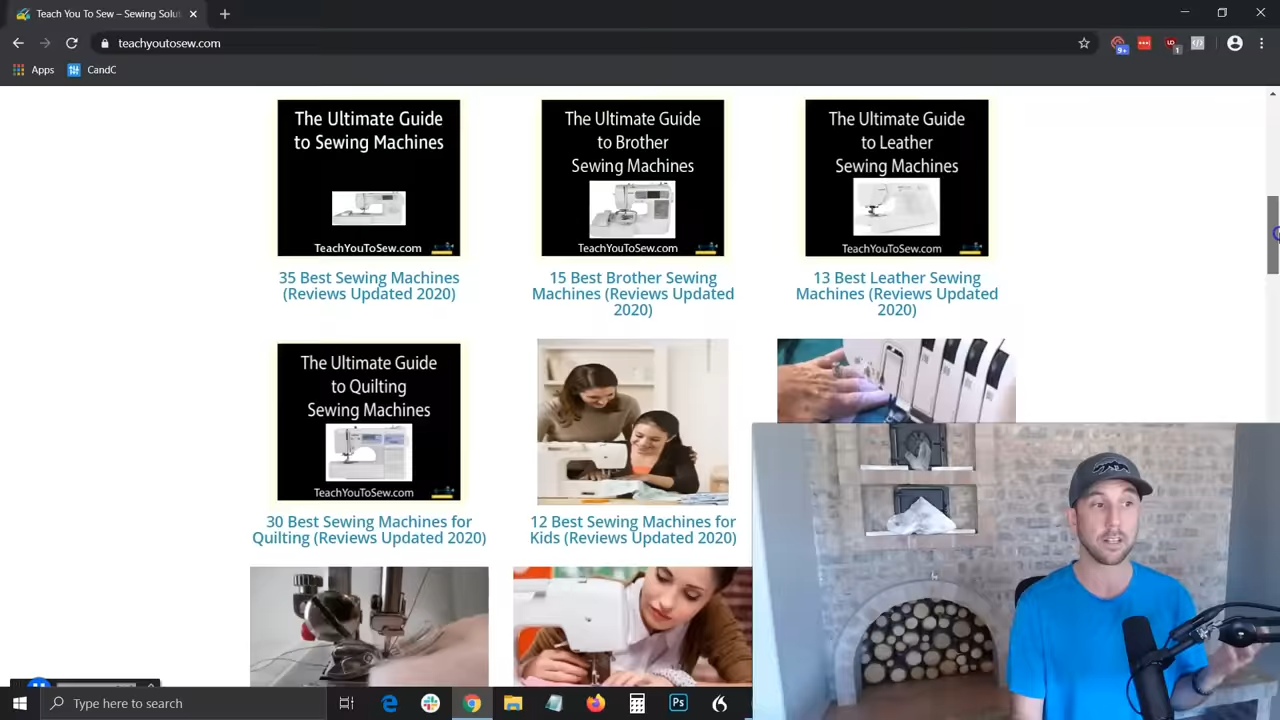 Teach You To Sew – Sewing Solut
teachyoutosew.com
9+
1
Apps
CandC
The Ultimate Guide
to Sewing Machines
TeachYouToSew.com
35 Best Sewing Machines
(Reviews Updated 2020)
The Ultimate Guide
to Brother
Sewing Machines
TeachYouToSew.com
15 Best Brother Sewing
Machines (Reviews Updated
2020)
The Ultimate Guide
to Leather
Sewing Machines
TeachYouToSew.com
13 Best Leather Sewing
Machines (Reviews Updated
2020)
The Ultimate Guide
to Quilting
Sewing Machines
TeachYouToSew.com
30 Best Sewing Machines for
Quilting (Reviews Updated 2020)
12 Best Sewing Machines for
Kids (Reviews Updated 2020)
Type here to search
Ps